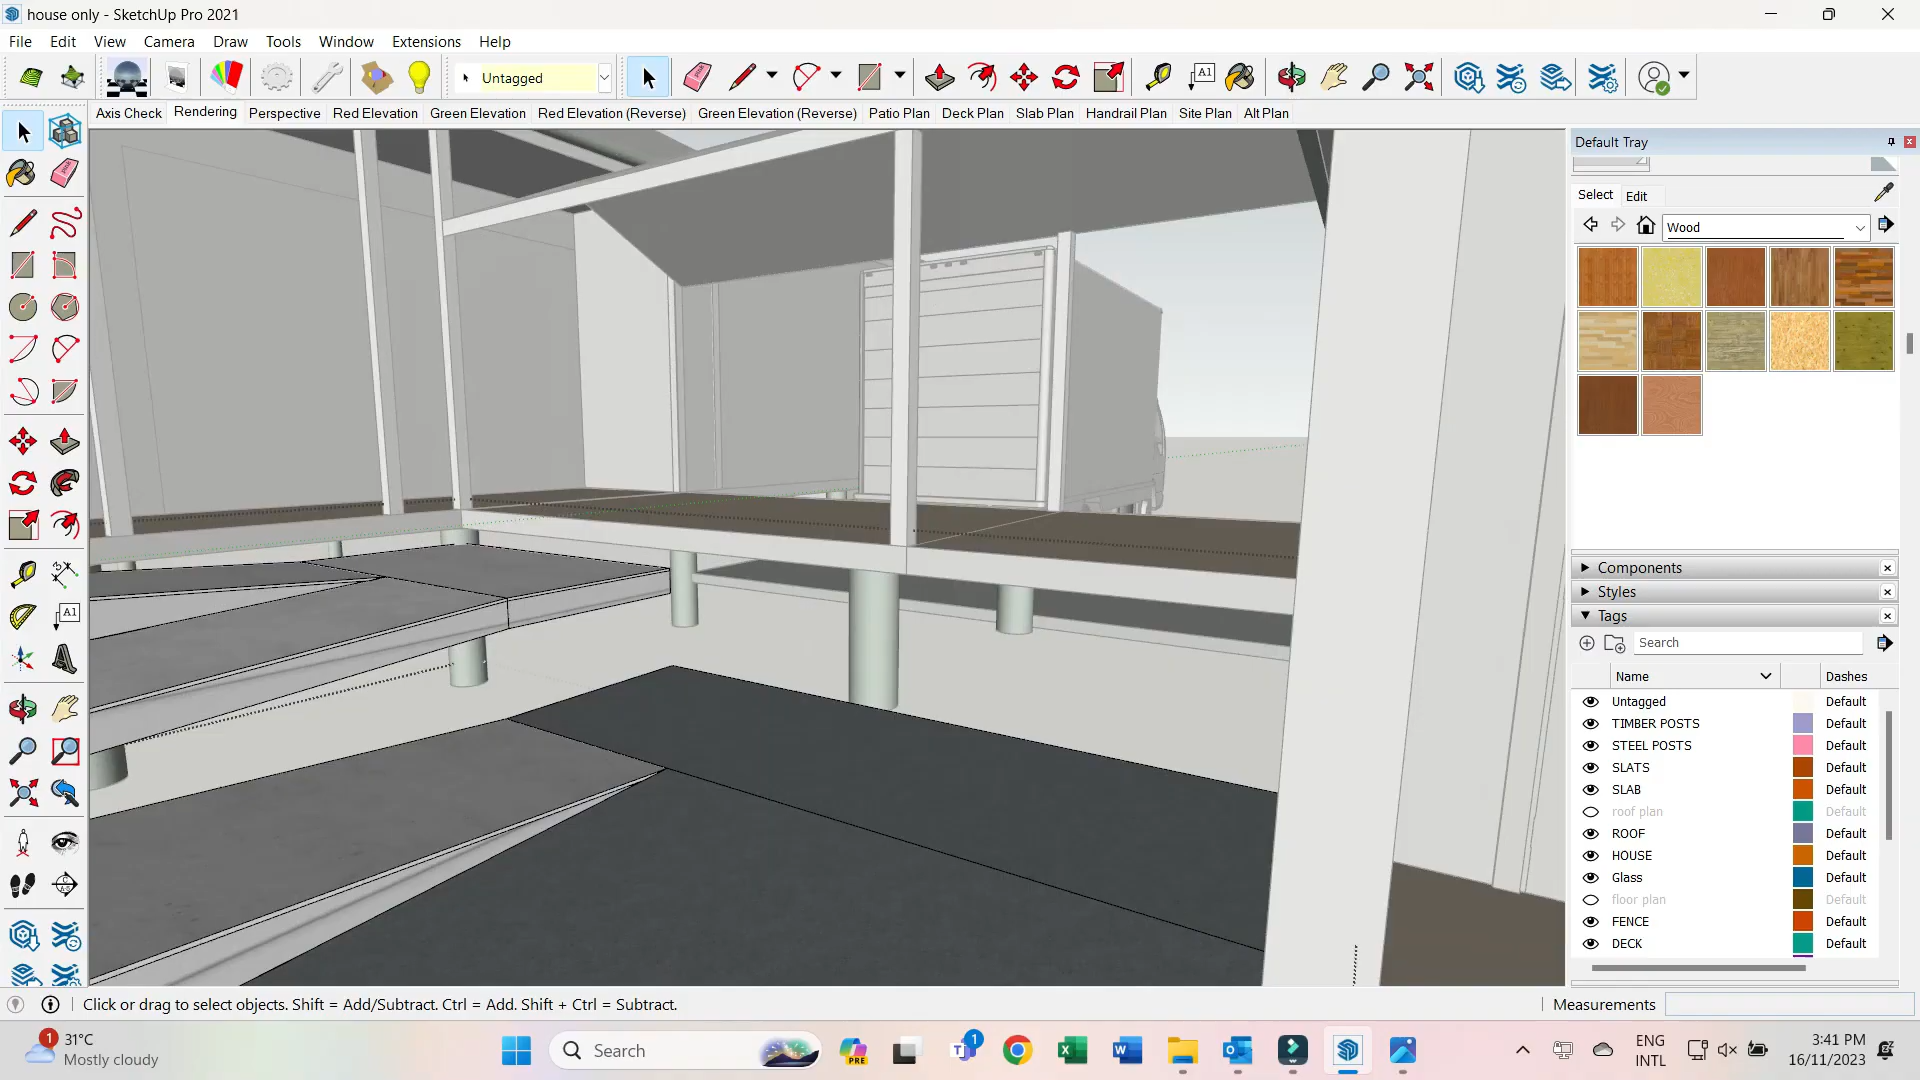 house only - SketchUp Pro 2021
File Edit View Camera Draw Tools Window Extensions Help
Untagged
A1
Axis Check Rendering Perspective Red Elevation Green Elevation Red Elevation (Reverse) Green Elevation (Reverse) Patio Plan Deck Plan Slab Plan Handrail Plan Site Plan Alt Plan
Default Tray
Select Edit
Wood
A1
Components
Styles
Tags
Search
Name Dashes
Untagged Default
TIMBER POSTS Default
STEEL POSTS Default
SLATS Default
SLAB Default
roof plan Default
ROOF Default
HOUSE Default
Glass Default
floor plan Default
FENCE Default
DECK Default
Click or drag to select objects. Shift = Add/Subtract. Ctrl = Add. Shift + Ctrl = Subtract.
Measurements
1
31°C
Mostly cloudy
Search
PRE
1
ENG
INTL
3:41 PM
16/11/2023